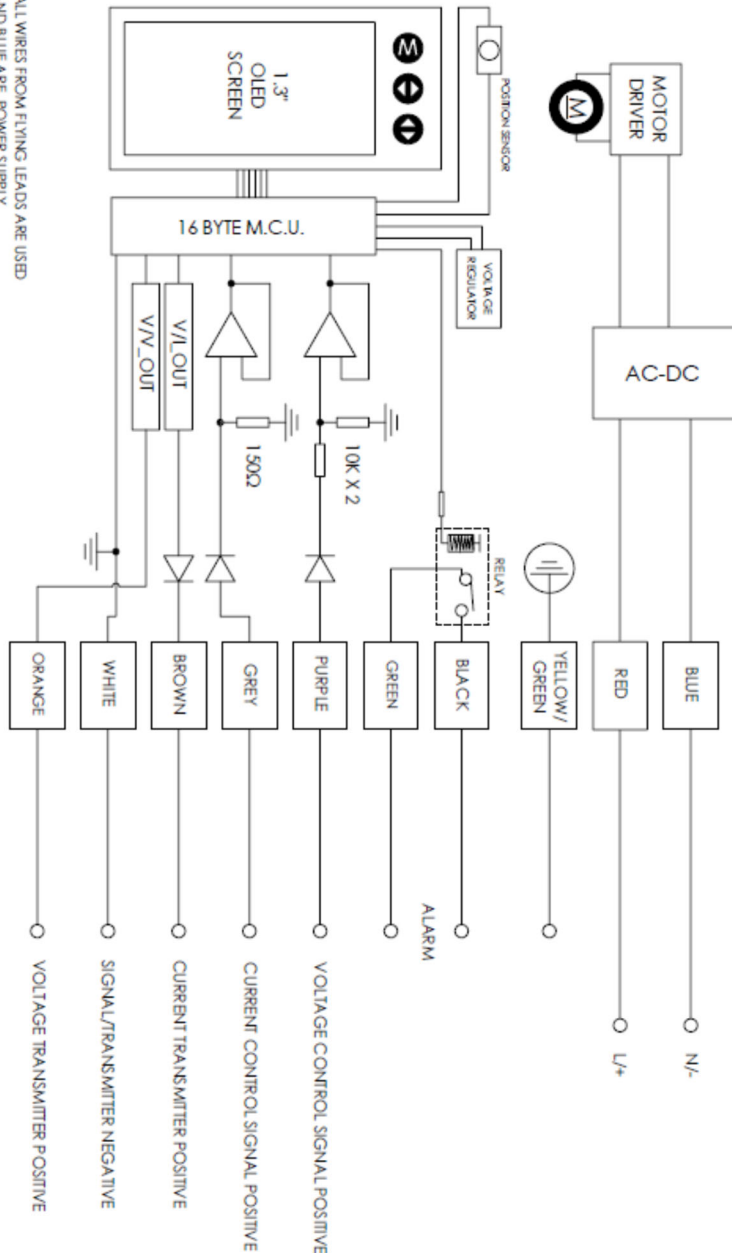 POSITION SENSOR
M
1.3"
OLED
SCREEN
16 BYTE M.C.U.
VOLTAGE
REGULATOR
MOTOR
DRIVER
M
AC-DC
V/V_OUT
V/I_OUT
150Ω
10K X 2
RELAY
ORANGE
WHITE
BROWN
GREY
PURPLE
GREEN
BLACK
YELLOW/
GREEN
RED
BLUE
VOLTAGE TRANSMITTER POSITIVE
SIGNAL/TRANSMITTER NEGATIVE
CURRENT TRANSMITTER POSITIVE
CURRENT CONTROL SIGNAL POSITIVE
VOLTAGE CONTROL SIGNAL POSITIVE
ALARM
L/+
N/-
ALL WIRES FROM FLYING LEADS ARE USED
AND BLUE ARE POWER SUPPLY